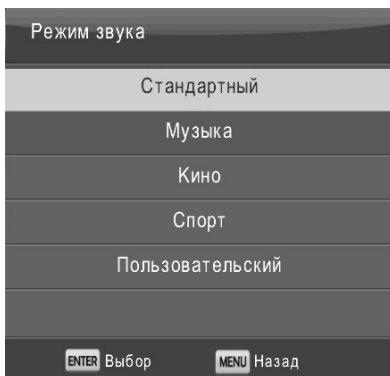 Режим звука
Стандартный
Музыка
Кино
Спорт
Пользовательский
ENTER Выбор MENU Назад